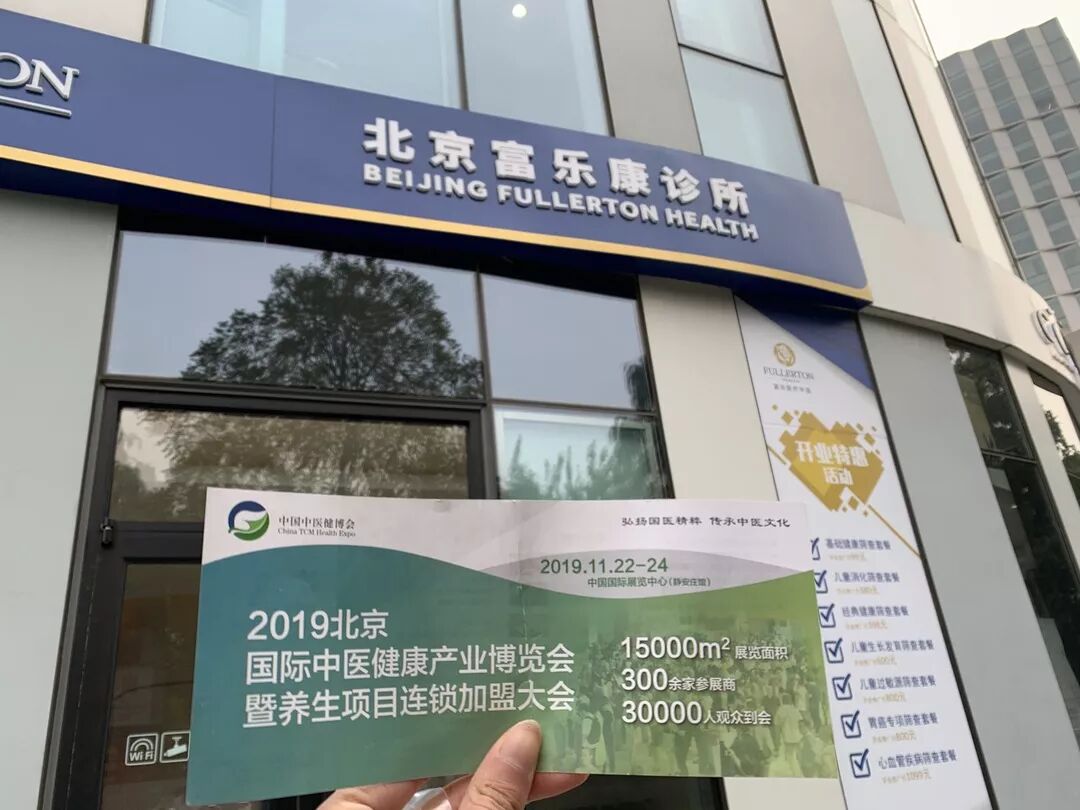 ON
北京富乐康诊所
BEIJING FULLERTON HEALTH
FULLERTON
开业特惠
活动
基础健康筛查套餐
儿童消化筛查套餐
经典健康筛查套餐
儿童生长发育筛查套餐
儿童过敏源筛查套餐
胃癌专项筛查套餐
心血管疾病筛查套餐
中国中医健博会
China TCM Health Expo
弘扬国医精粹 传承中医文化
2019.11.22-24
中国国际展览中心(静安庄馆)
2019北京
国际中医健康产业博览会
暨养生项目连锁加盟大会
15000m² 展览面积
300余家参展商
30000人观众到会
WiFi